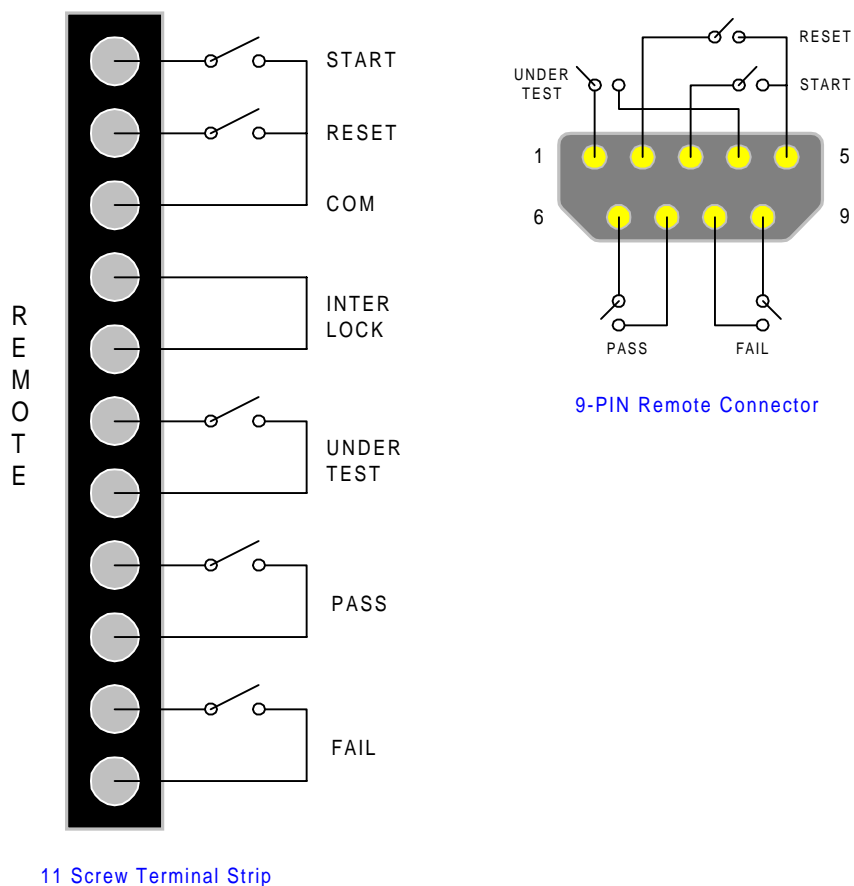 REMOTE
START
RESET
COM
INTER
LOCK
UNDER
TEST
PASS
FAIL
11 Screw Terminal Strip
RESET
UNDER
TEST
START
1
5
6
9
PASS
FAIL
9-PIN Remote Connector